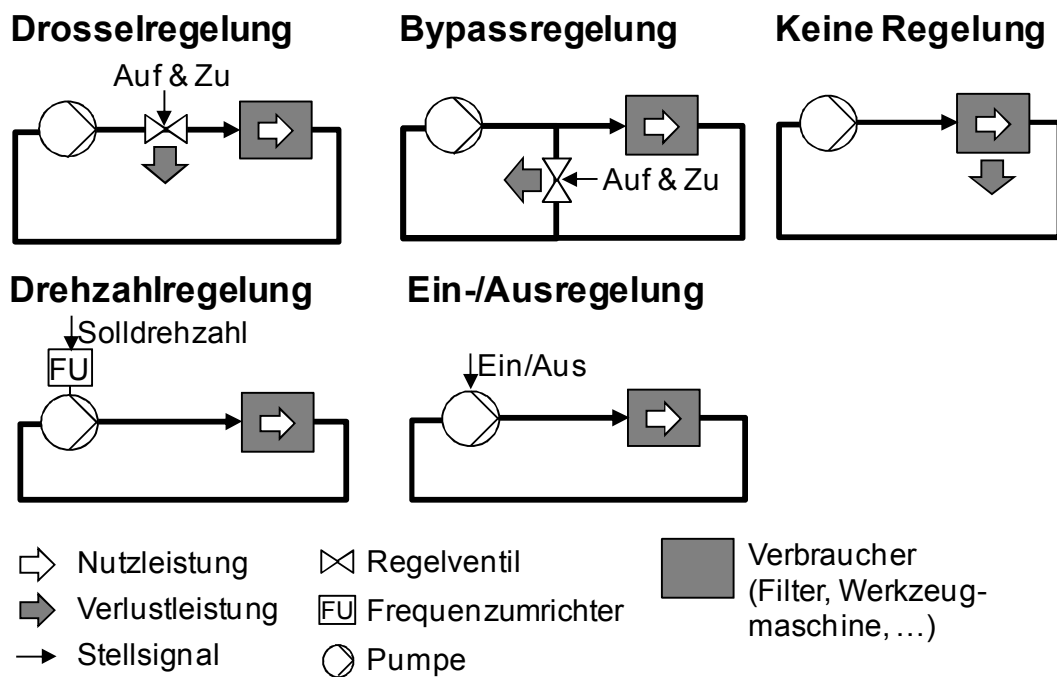 Drosselregelung
Auf & Zu
Bypassregelung
Auf & Zu
Keine Regelung
Drehzahlregelung
Solldrehzahl
FU
Ein-/Ausregelung
Ein/Aus
Nutzleistung
Verlustleistung
Stellsignal
Regelventil
FU Frequenzumrichter
Pumpe
Verbraucher
(Filter, Werkzeug-
maschine, ...)